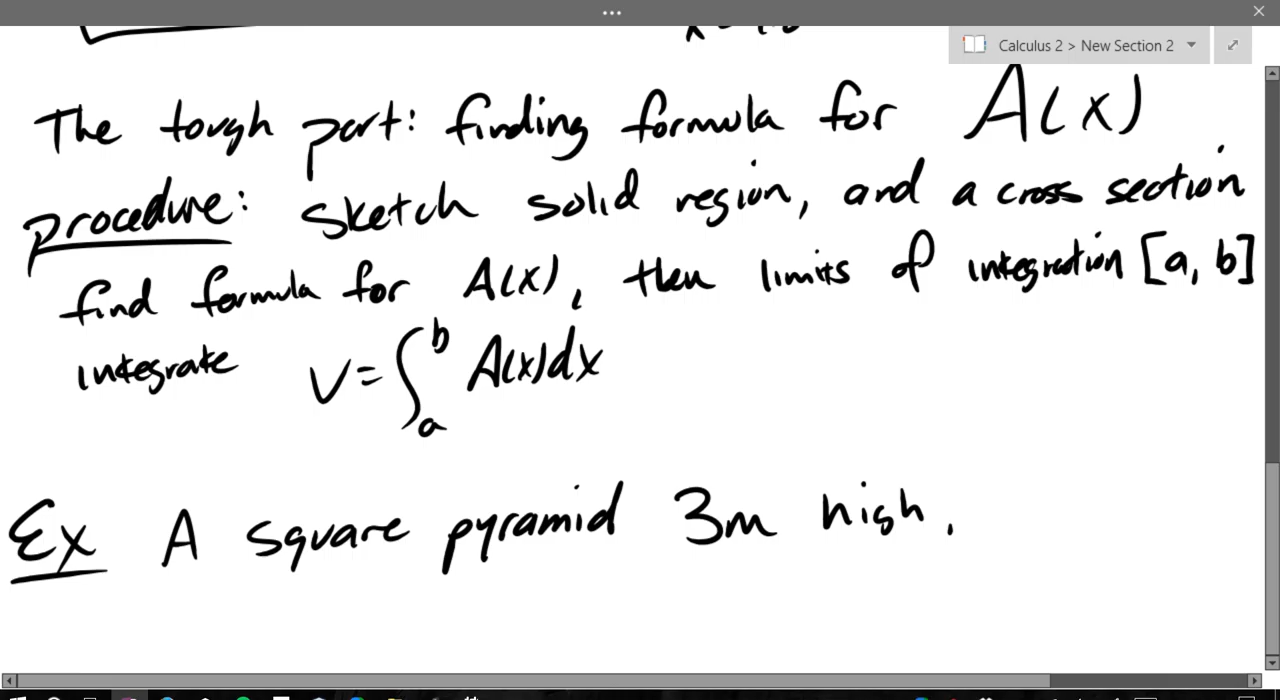 Calculus 2 > New Section 2
The tough part: finding formula for A(x)
procedure: sketch solid region, and a cross section
find formula for A(x), then limits of integration [a, b]
integrate V = ∫ₐᵇ A(x)dx
Ex A square pyramid 3m high.